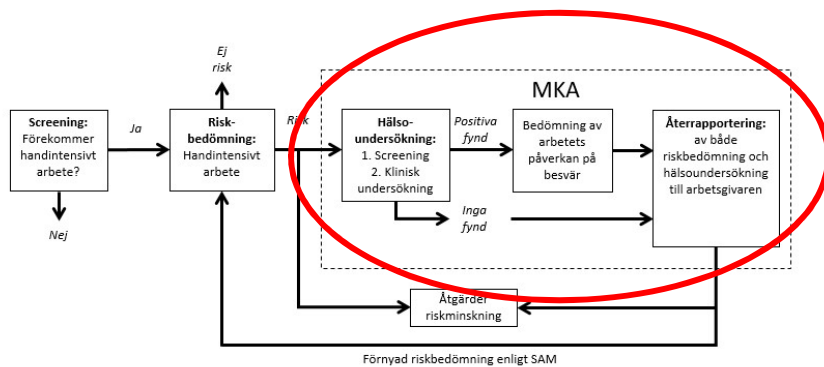 Screening:
Förekommer
handintensivt
arbete?
Ja
Nej
Ej
risk
Risk-
bedömning:
Handintensivt
arbete
Risk
MKA
Hälso-
undersökning:
1. Screening
2. Klinisk
undersökning
Positiva
fynd
Inga
fynd
Bedömning av
arbetets
påverkan på
besvär
Återrapportering:
av både
riskbedömning och
hälsoundersökning
till arbetsgivaren
Åtgärder
riskminskning
Förnyad riskbedömning enligt SAM